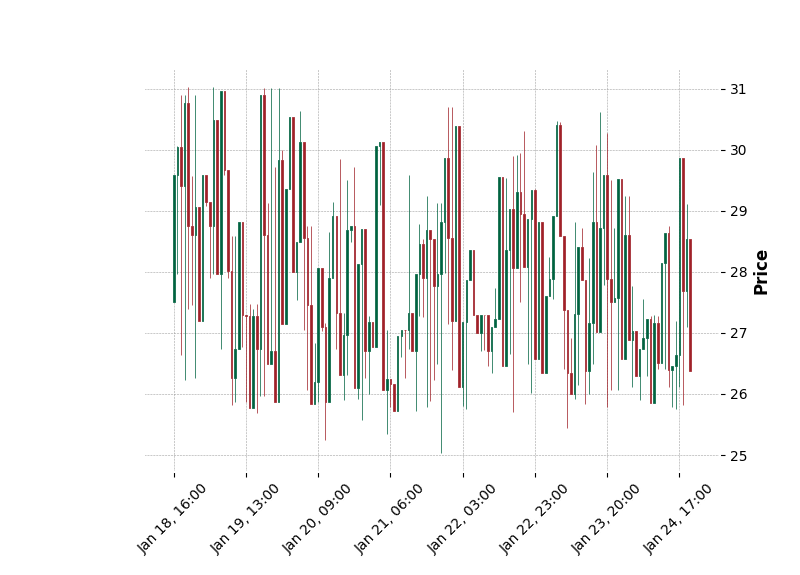 31
30
29
28
27
26
25
Price
Jan 18, 16:00
Jan 19, 13:00
Jan 20, 09:00
Jan 21, 06:00
Jan 22, 03:00
Jan 22, 23:00
Jan 23, 20:00
Jan 24, 17:00